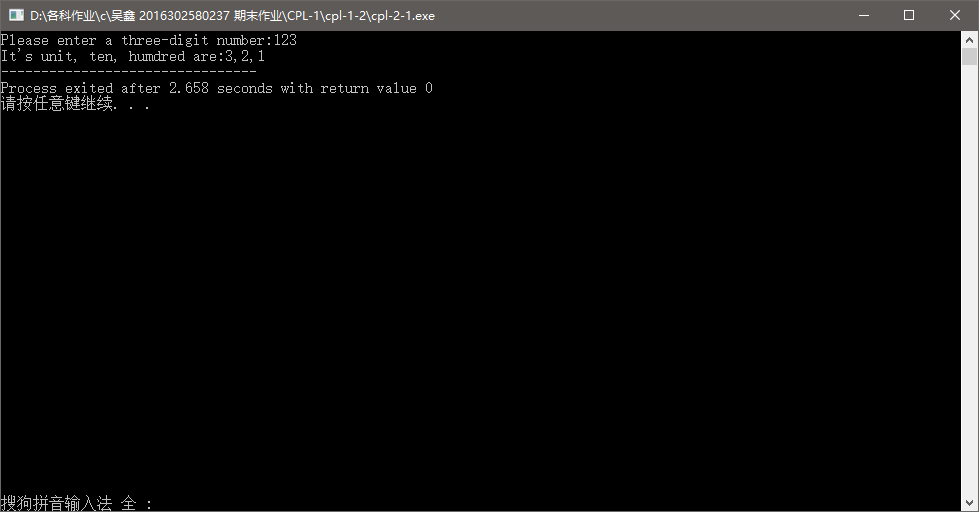 D:\各科作业\c\吴鑫 2016302580237 期末作业\CPL-1\cpl-1-2\cpl-2-1.exe
Please enter a three-digit number:123
It's unit, ten, humdred are:3,2,1
--------------------------------
Process exited after 2.658 seconds with return value 0
请按任意键继续. . .
搜狗拼音输入法 全 :